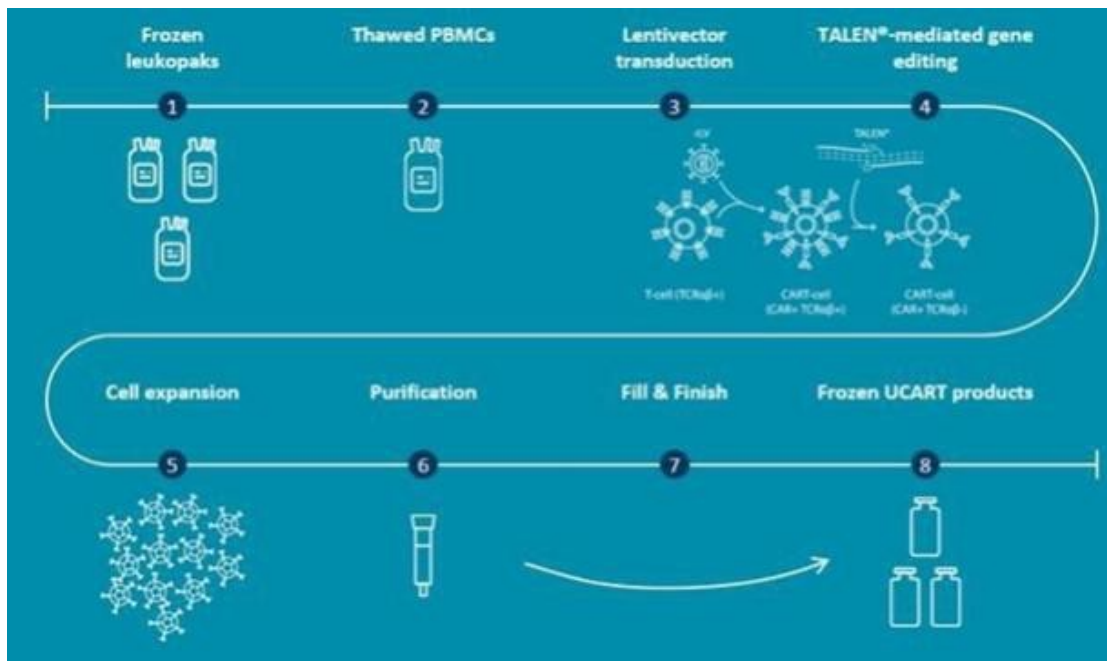 Frozen
leukopaks
Thawed PBMCs
Lentivector
transduction
TALEN®-mediated gene
editing
1
2
3
4
rLV
TALEN®
T-cell (TCRαβ+)
CART-cell
(CAR+ TCRαβ+)
CART-cell
(CAR+ TCRαβ-)
Cell expansion
Purification
Fill & Finish
Frozen UCART products
5
6
7
8